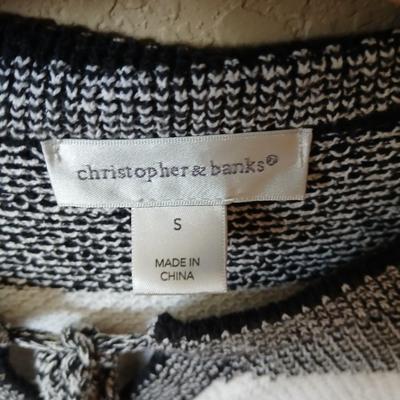 christopher & banks®
S
MADE IN
CHINA